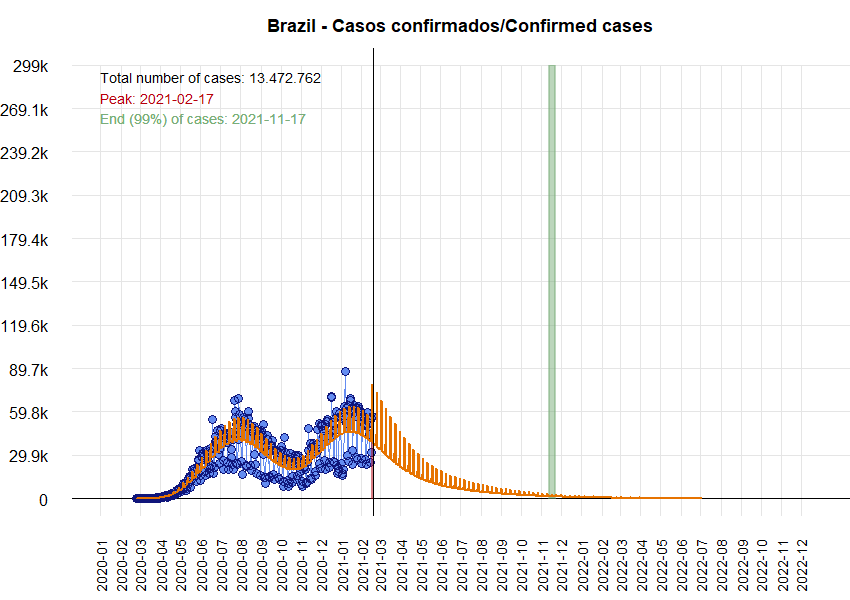 Brazil - Casos confirmados/Confirmed cases
299k
Total number of cases: 13.472.762
Peak: 2021-02-17
269.1k
End (99%) of cases: 2021-11-17
239.2k
209.3k
179.4k
149.5k
119.6k
89.7k
59.8k
29.9k
0
2020-01
2020-02
2020-03
2020-04
2020-05
2020-06
2020-07
2020-08
2020-09
2020-10
2020-11
2020-12
2021-01
2021-02
2021-03
2021-04
2021-05
2021-06
2021-07
2021-08
2021-09
2021-10
2021-11
2021-12
2022-01
2022-02
2022-03
2022-04
2022-05
2022-06
2022-07
2022-08
2022-09
2022-10
2022-11
2022-12